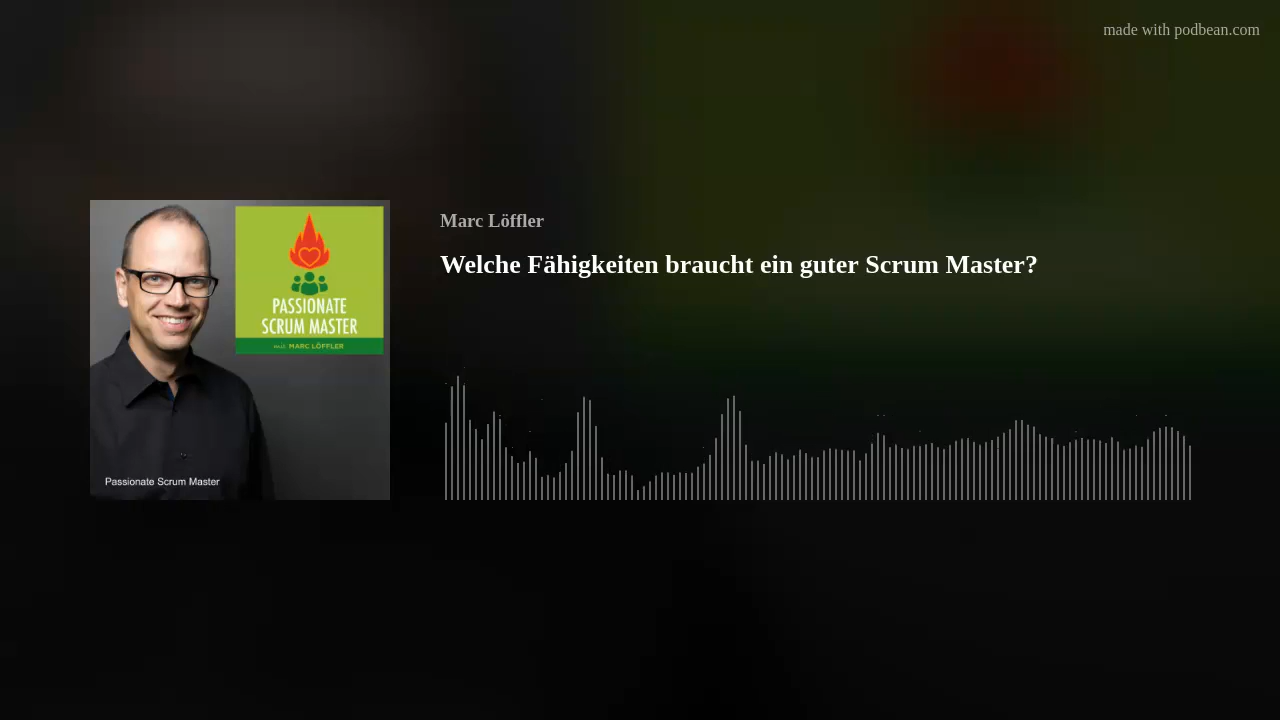 made with podbean.com
Marc Löffler
Welche Fähigkeiten braucht ein guter Scrum Master?
PASSIONATE
SCRUM MASTER
MARC LÖFFLER
Passionate Scrum Master